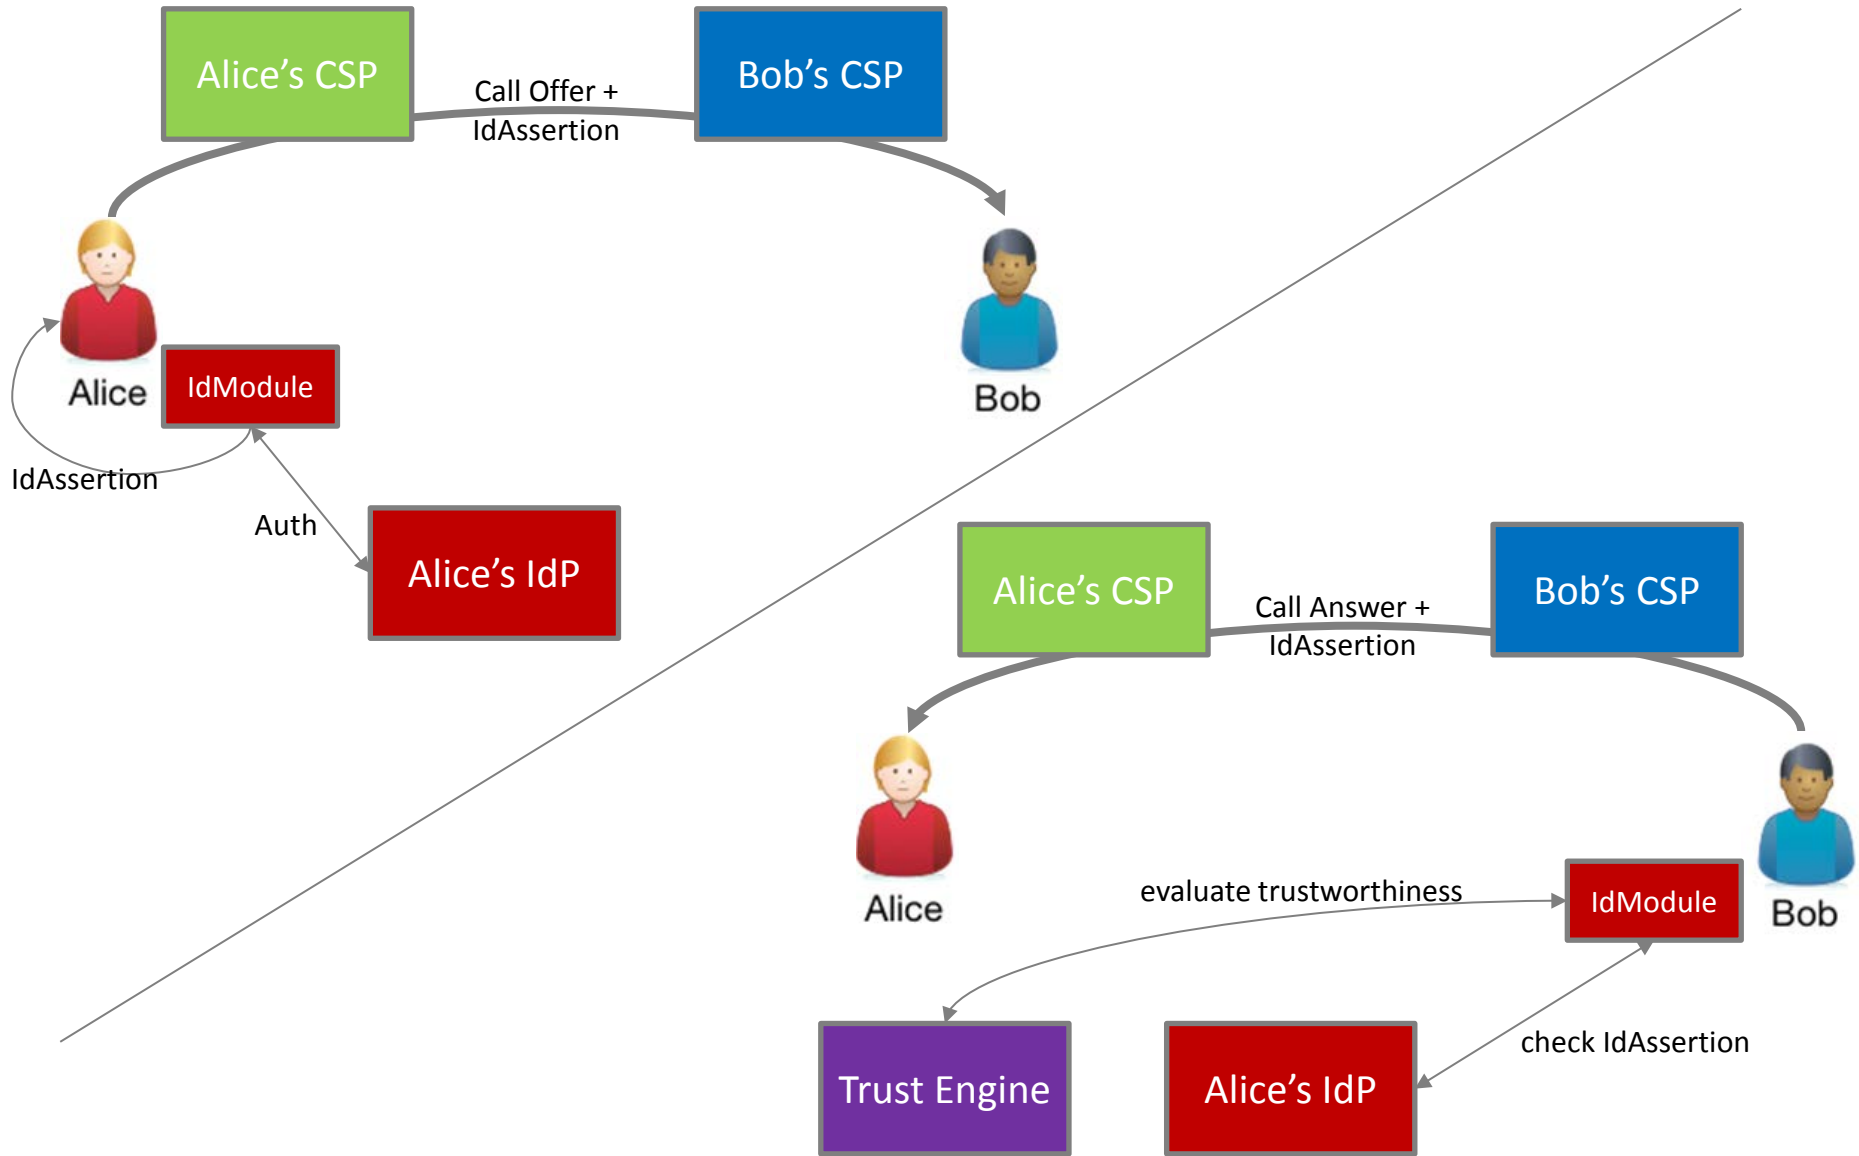 Alice’s CSP
Bob’s CSP
Call Offer +
IdAssertion
Alice
IdModule
Bob
IdAssertion
Auth
Alice’s IdP
Alice’s CSP
Bob’s CSP
Call Answer +
IdAssertion
Alice
evaluate trustworthiness
IdModule
Bob
check IdAssertion
Trust Engine
Alice’s IdP